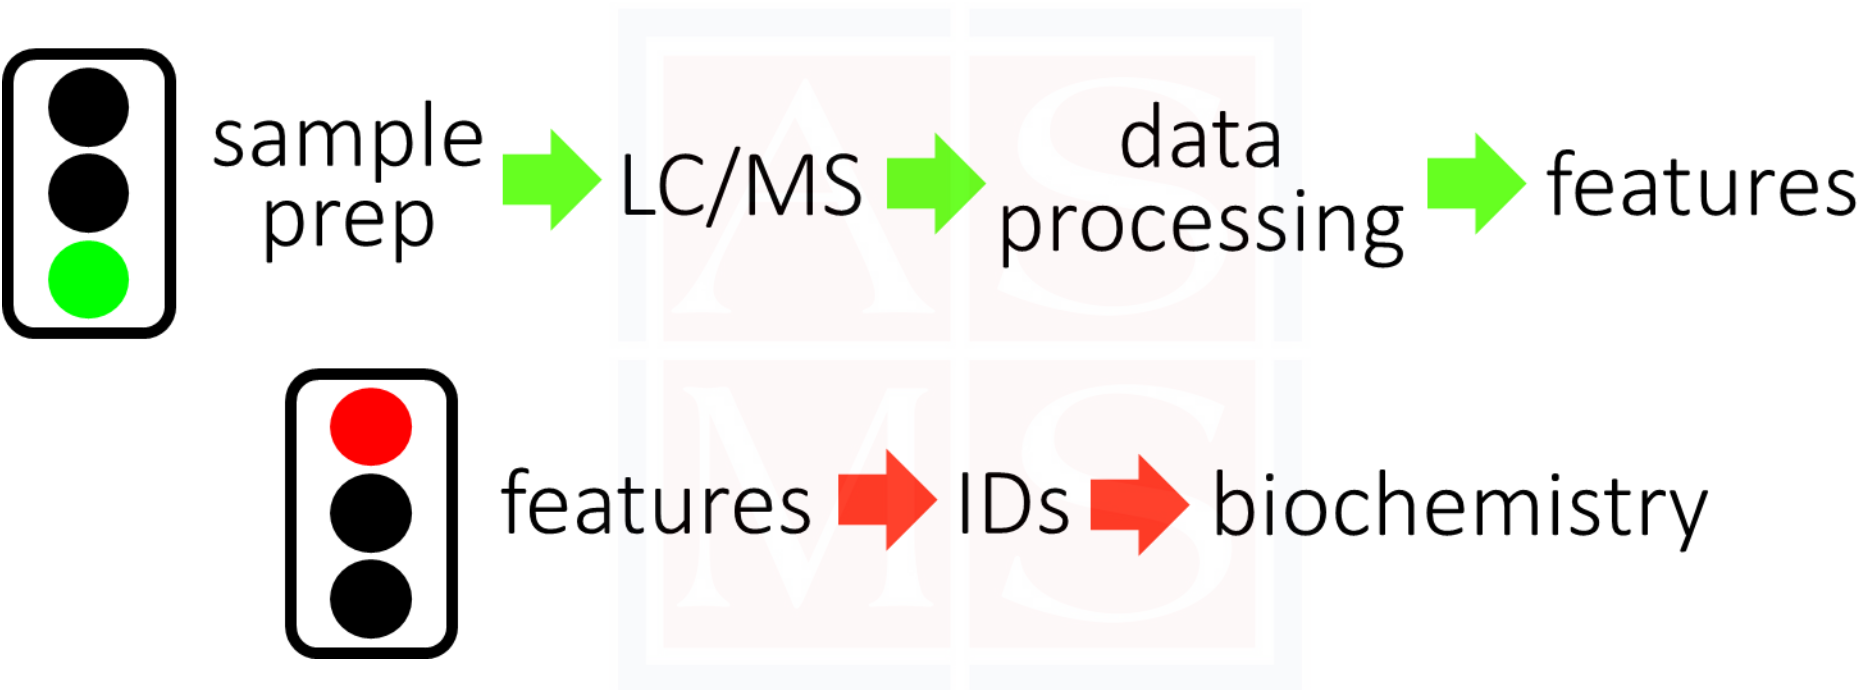 sample
prep
LC/MS
data
processing
features
features
IDs
biochemistry
A S
M S